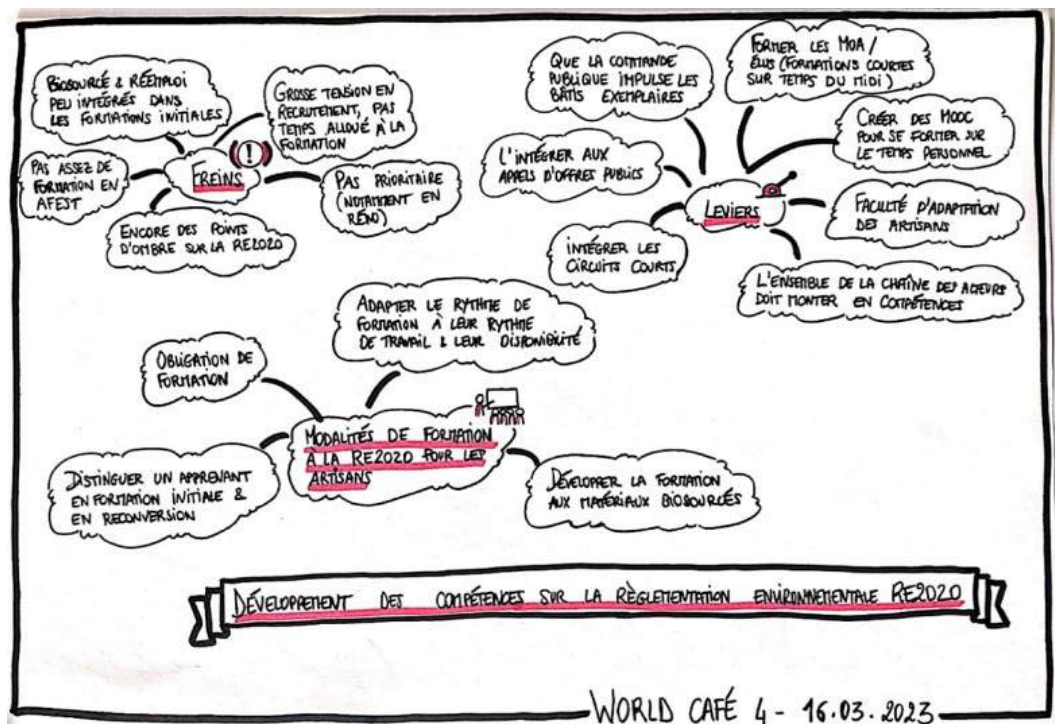 BIOSOURCÉ & RÉEMPLOI
PEU INTÉGRÉS DANS
LES FORMATIONS INITIALES
GROSSE TENSION EN
RECRUTEMENT, PAS
TEMPS ALLOUÉ À LA
FORMATION
PAS ASSEZ DE
FORMATION EN
AFEST
FREINS
(!)
PAS PRIORITAIRE
(NOTAMMENT EN
RÉNO)
ENCORE DES POINTS
D'OMBRE SUR LA RE2020
QUE LA COMMANDE
PUBLIQUE IMPULSE LES
BÂTIS EXEMPLAIRES
FORMER LES MOA /
ÉLUS (FORMATIONS COURTES
SUR TEMPS DU MIDI)
CRÉER DES MOOC
POUR SE FORMER SUR
LE TEMPS PERSONNEL
L'INTÉGRER AUX
APPELS D'OFFRES PUBLICS
LEVIERS
FACULTÉ D'ADAPTATION
DES ARTISANS
INTÉGRER LES
CIRCUITS COURTS
L'ENSEMBLE DE LA CHAÎNE DES ACTEURS
DOIT MONTER EN COMPÉTENCES
ADAPTER LE RYTHME DE
FORMATION À LEUR RYTHME
DE TRAVAIL & LEUR DISPONIBILITÉ
OBLIGATION DE
FORMATION
MODALITÉS DE FORMATION
À LA RE2020 POUR LES
ARTISANS
DISTINGUER UN APPRENANT
EN FORMATION INITIALE &
EN RECONVERSION
DÉVELOPPER LA FORMATION
AUX MATÉRIAUX BIOSOURCÉS
DÉVELOPPEMENT DES COMPÉTENCES SUR LA RÈGLEMENTATION ENVIRONNEMENTALE RE2020
WORLD CAFÉ 4 - 16.03.2023